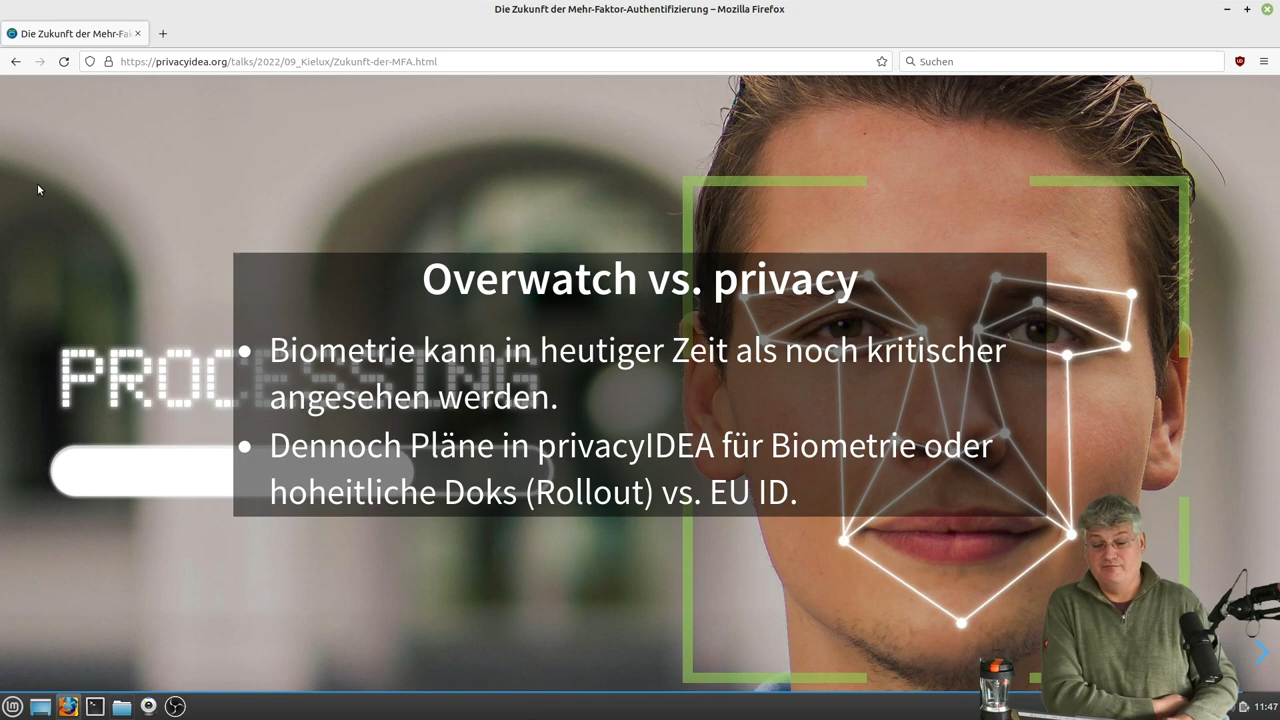 Die Zukunft der Mehr-Faktor-Authentifizierung – Mozilla Firefox
Die Zukunft der Mehr-Fak
https://privacyidea.org/talks/2022/09_Kielux/Zukunft-der-MFA.html
Suchen
Overwatch vs. privacy
• Biometrie kann in heutiger Zeit als noch kritischer
angesehen werden.
• Dennoch Pläne in privacyIDEA für Biometrie oder
hoheitliche Doks (Rollout) vs. EU ID.
PROCESSING
11:47